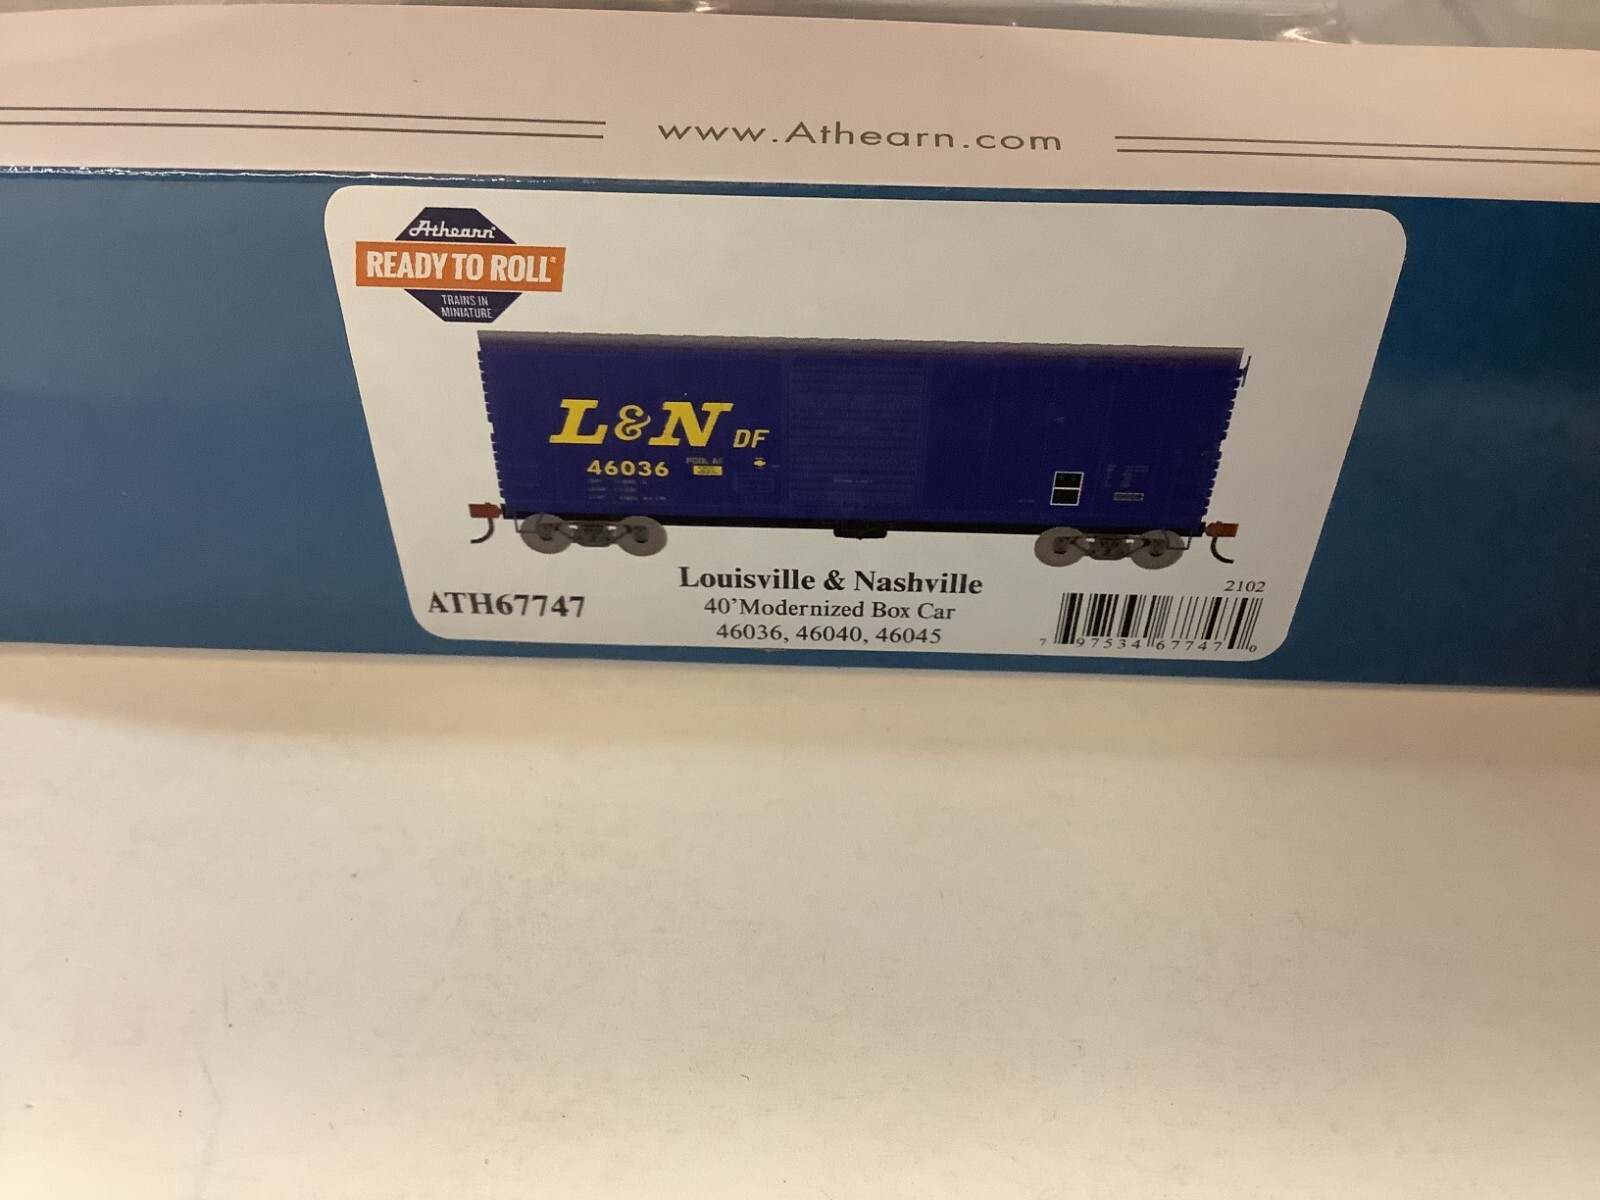 www.Athearn.com
Athearn®
READY TO ROLL®
TRAINS IN
MINIATURE
L&N DF
46036
ATH67747
Louisville & Nashville
40'Modernized Box Car
46036, 46040, 46045
2102
7 97534 67747 0